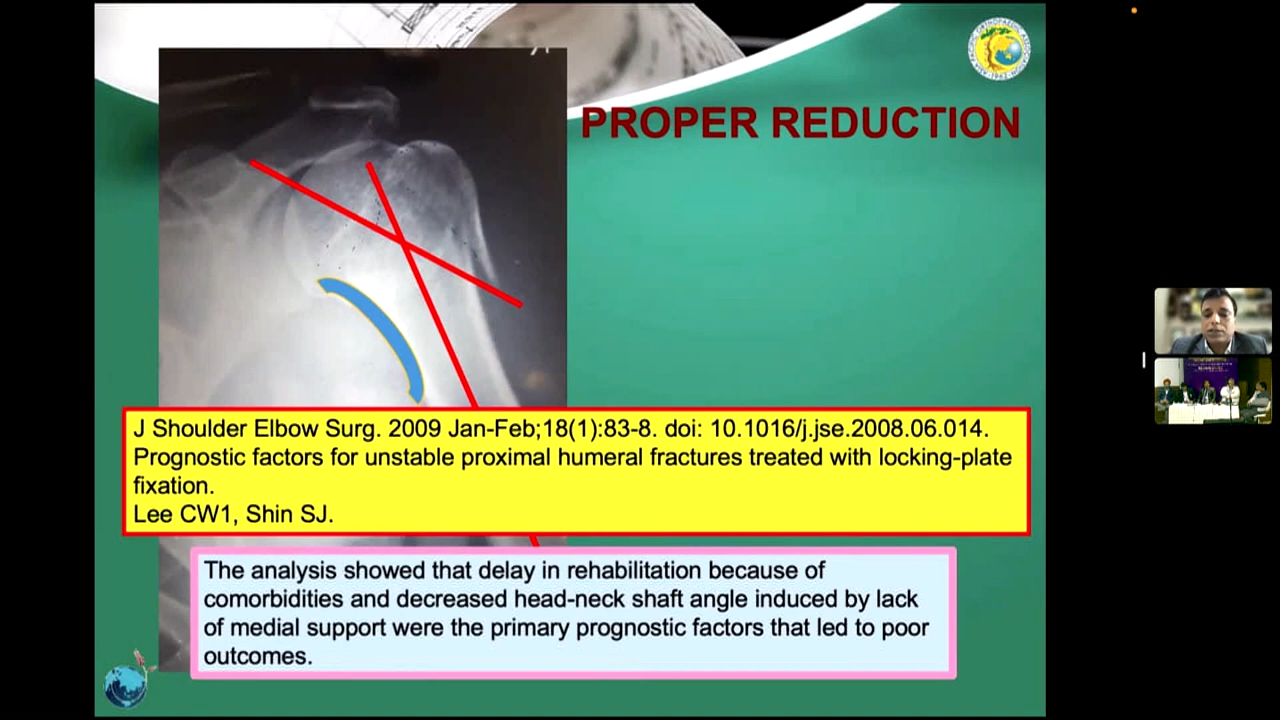 PROPER REDUCTION
J Shoulder Elbow Surg. 2009 Jan-Feb;18(1):83-8. doi: 10.1016/j.jse.2008.06.014.
Prognostic factors for unstable proximal humeral fractures treated with locking-plate
fixation.
Lee CW1, Shin SJ.
The analysis showed that delay in rehabilitation because of
comorbidities and decreased head-neck shaft angle induced by lack
of medial support were the primary prognostic factors that led to poor
outcomes.